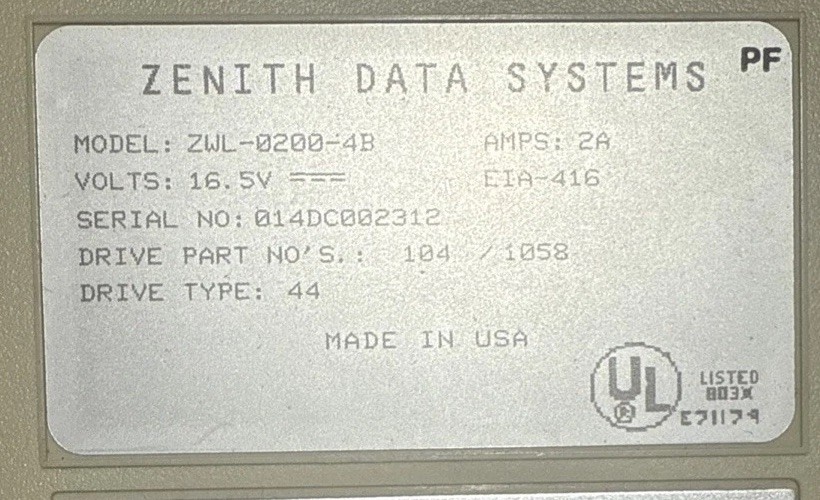 ZENITH DATA SYSTEMS PF
MODEL: ZWL-0200-4B AMPS: 2A
VOLTS: 16.5V EIA-416
SERIAL NO: 014DC002312
DRIVE PART NO'S.: 104 / 1058
DRIVE TYPE: 44
MADE IN USA
UL LISTED
®
803X
E71179